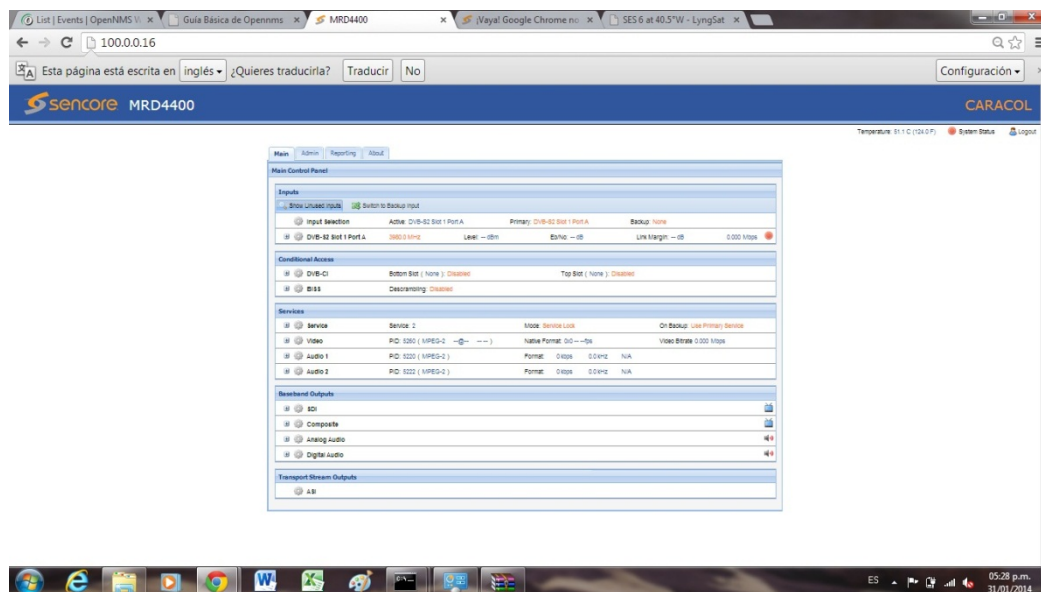 List | Events | OpenNMS W
Guía Básica de Opennms
MRD4400
¡Vaya! Google Chrome no
SES 6 at 40.5°W - LyngSat
100.0.0.16
Esta página está escrita en inglés ¿Quieres traducirla? Traducir No Configuración
sencore MRD4400 CARACOL
Temperature: 51.1 C (124.0 F) System Status Logout
Main Admin Reporting About
Main Control Panel
Inputs
Show Unused Inputs Switch to Backup Input
Input Selection Active: DVB-S2 Slot 1 Port A Primary: DVB-S2 Slot 1 Port A Backup: None
DVB-S2 Slot 1 Port A MHz Level: -- dBm Eb/No: -- dB Link Margin: -- dB 0.000 Mbps
Conditional Access
DVB-CI Bottom Slot ( None ): Disabled Top Slot ( None ): Disabled
BISS Descrambling: Disabled
Services
Service Service: 2 Mode: Service Lock On Backup: Use Primary Service
Video PID: 5260 ( MPEG-2 --@-- -- ) Native Format: 0x0 -- --fps Video Bitrate 0.000 Mbps
Audio 1 PID: 5220 ( MPEG-2 ) Format: 0 kbps 0.0 kHz N/A
Audio 2 PID: 5222 ( MPEG-2 ) Format: 0 kbps 0.0 kHz N/A
Baseband Outputs
SDI
Composite
Analog Audio
Digital Audio
Transport Stream Outputs
ASI
ES 05:28 p.m.
31/01/2014